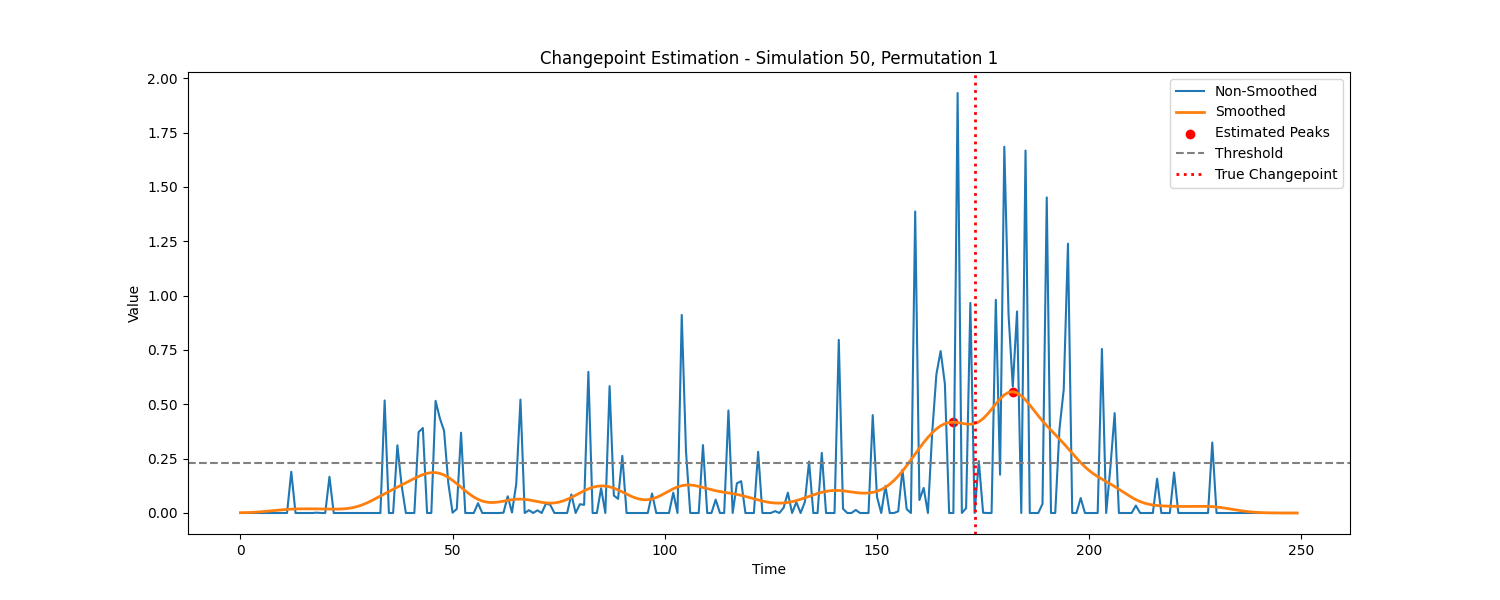 Changepoint Estimation - Simulation 50, Permutation 1
2.00
1.75
1.50
1.25
1.00
0.75
0.50
0.25
0.00
Value
Non-Smoothed
Smoothed
Estimated Peaks
Threshold
True Changepoint
0 50 100 150 200 250
Time